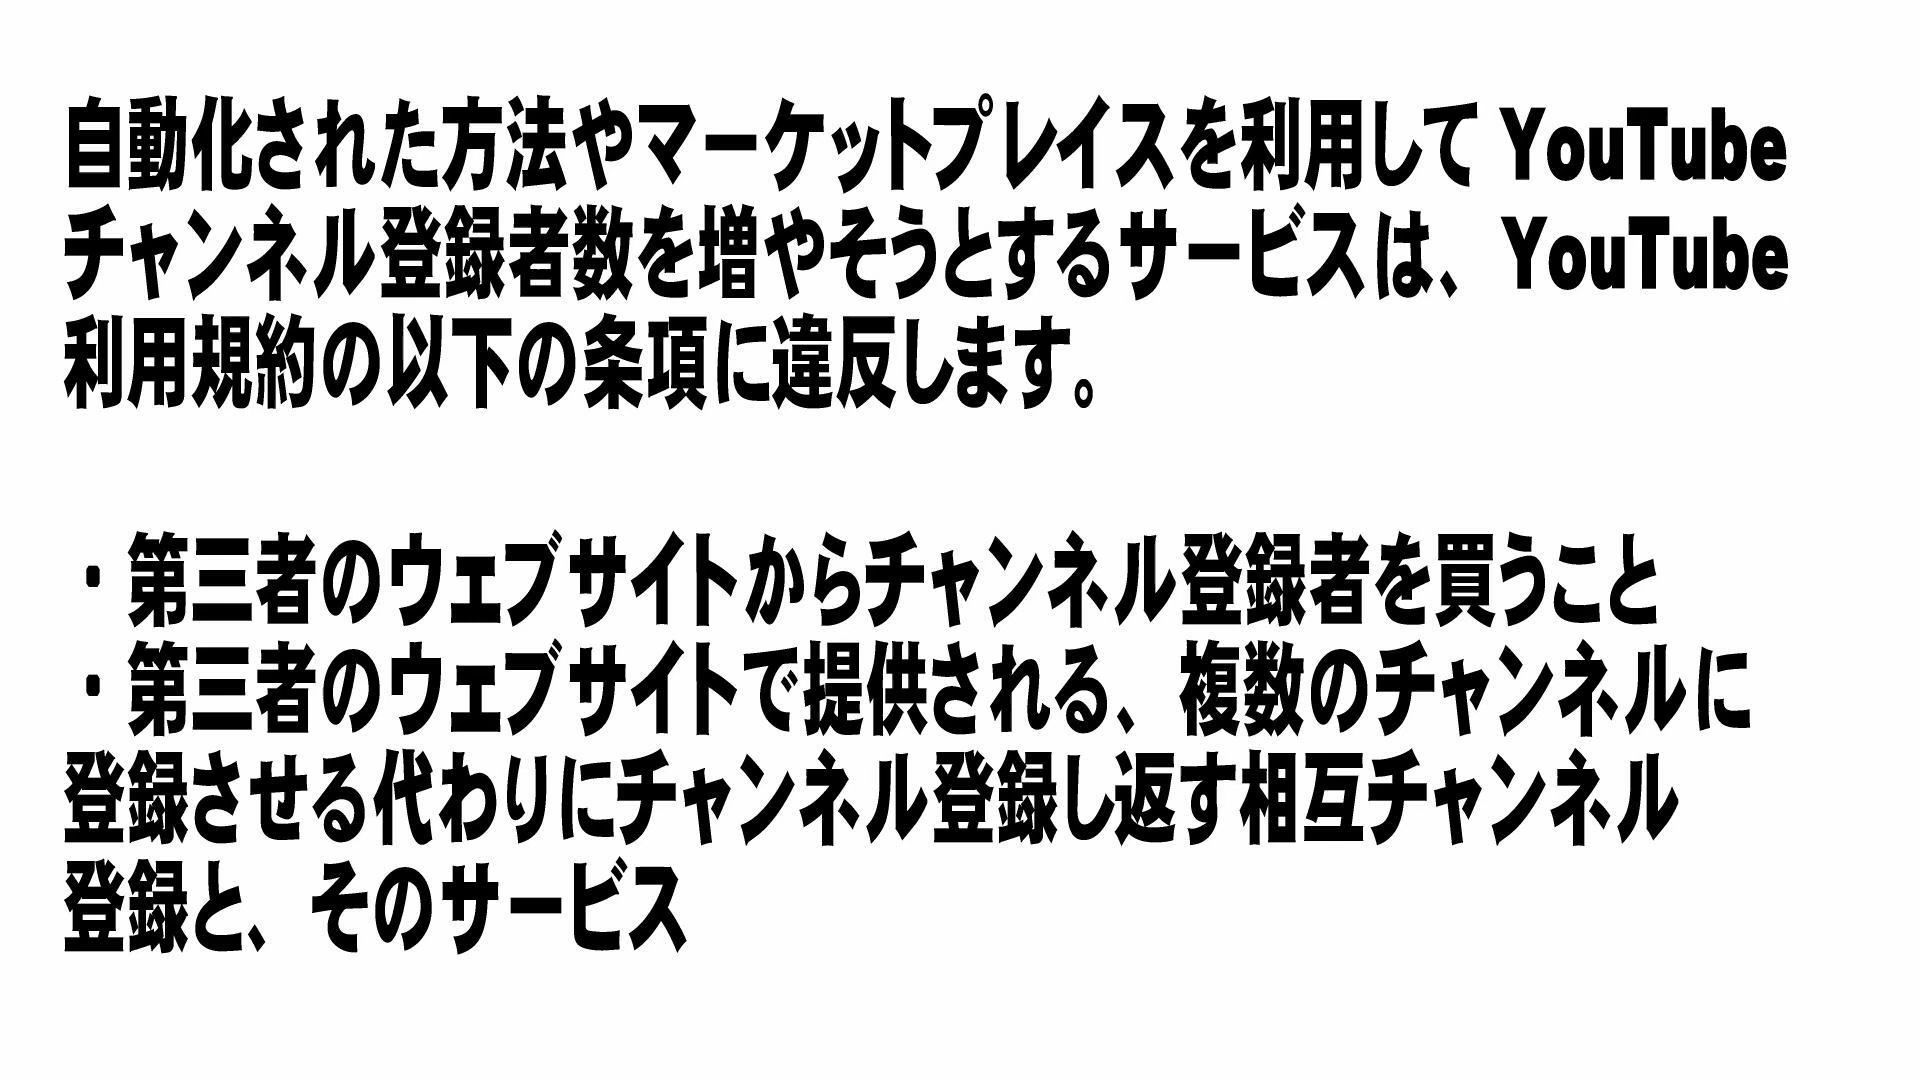 自動化された方法やマーケットプレイスを利用して YouTube
チャンネル登録者数を増やそうとするサービスは、YouTube
利用規約の以下の条項に違反します。
・第三者のウェブサイトからチャンネル登録者を買うこと
・第三者のウェブサイトで提供される、複数のチャンネルに
登録させる代わりにチャンネル登録し返す相互チャンネル
登録と、そのサービス